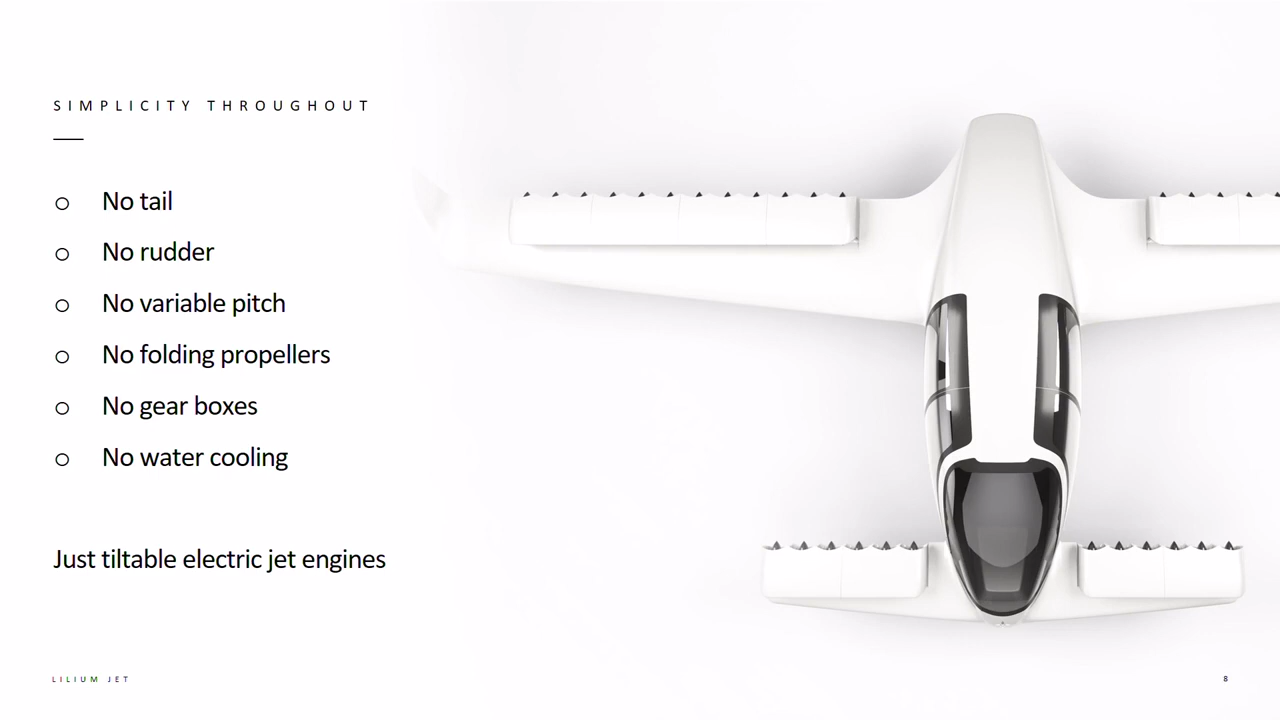 SIMPLICITY THROUGHOUT
o No tail
o No rudder
o No variable pitch
o No folding propellers
o No gear boxes
o No water cooling
Just tiltable electric jet engines
LILIUM JET
8